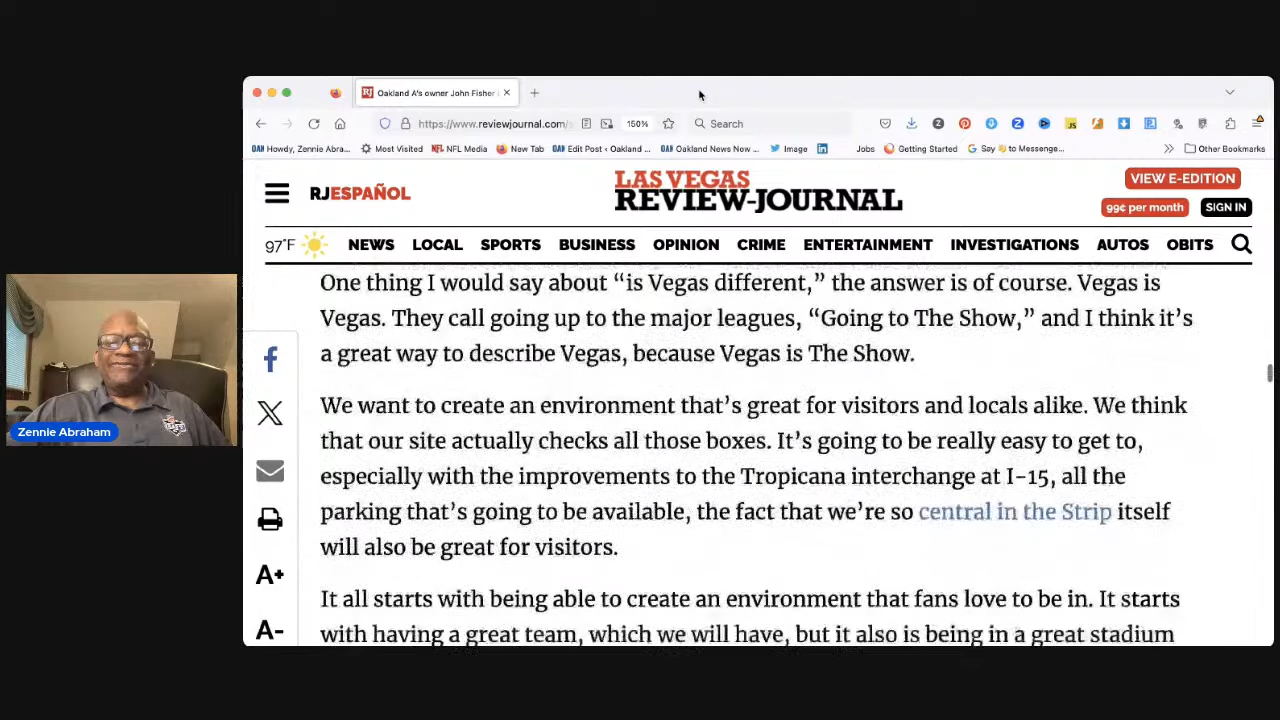 Oakland A's owner John Fisher
https://www.reviewjournal.com/
150%
Search
Howdy, Zennie Abra...
Most Visited
NFL Media
New Tab
Edit Post ‹ Oakland ...
Oakland News Now ...
Image
Jobs
Getting Started
Say 👋 to Messenge...
Other Bookmarks
RJESPAÑOL
LAS VEGAS
REVIEW-JOURNAL
VIEW E-EDITION
99¢ per month
SIGN IN
97°F
NEWS LOCAL SPORTS BUSINESS OPINION CRIME ENTERTAINMENT INVESTIGATIONS AUTOS OBITS
One thing I would say about “is Vegas different,” the answer is of course. Vegas is
Vegas. They call going up to the major leagues, “Going to The Show,” and I think it’s
a great way to describe Vegas, because Vegas is The Show.
We want to create an environment that’s great for visitors and locals alike. We think
that our site actually checks all those boxes. It’s going to be really easy to get to,
especially with the improvements to the Tropicana interchange at I-15, all the
parking that’s going to be available, the fact that we’re so central in the Strip itself
will also be great for visitors.
It all starts with being able to create an environment that fans love to be in. It starts
with having a great team, which we will have, but it also is being in a great stadium
A+
A-
Zennie Abraham